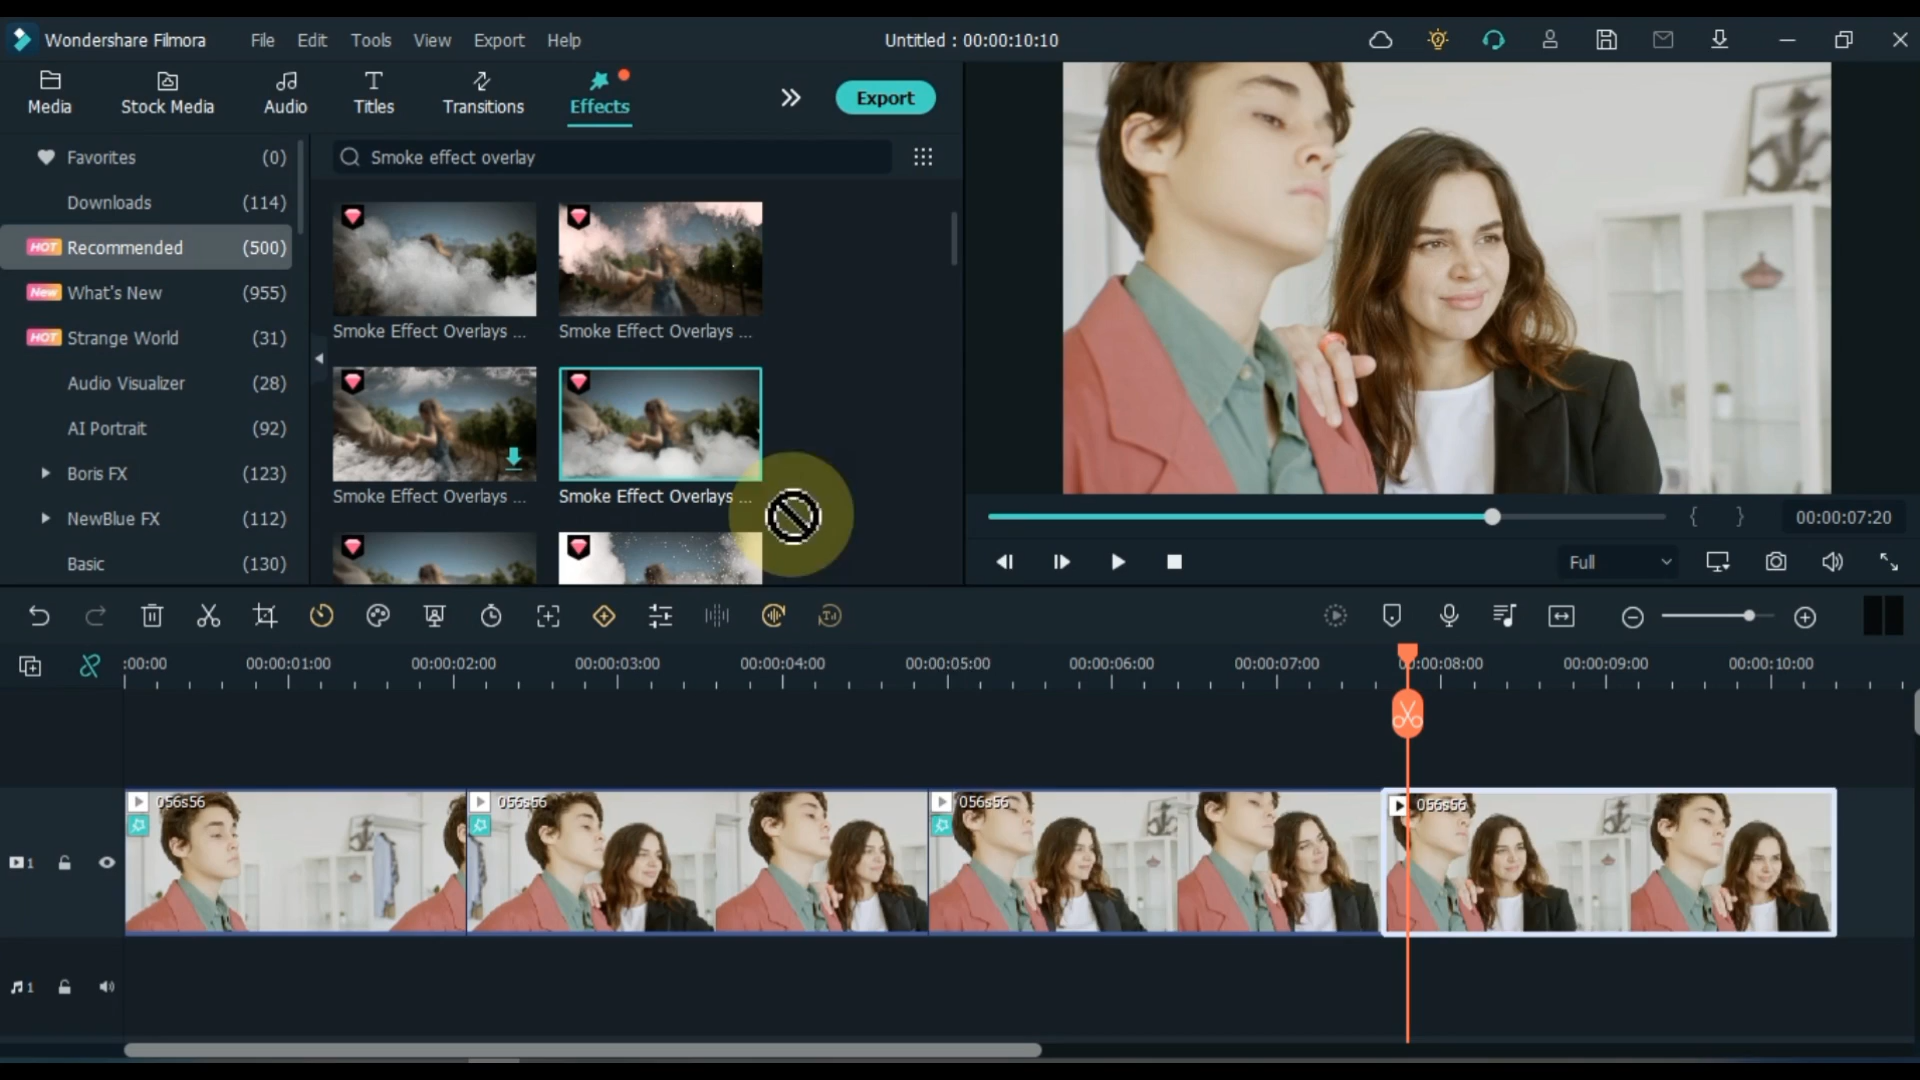 Wondershare Filmora File Edit Tools View Export Help Untitled : 00:00:10:10
Media Stock Media Audio Titles Transitions Effects Export
Favorites (0)
Downloads (114)
HOT Recommended (500)
New What's New (955)
HOT Strange World (31)
Audio Visualizer (28)
AI Portrait (92)
Boris FX (123)
NewBlue FX (112)
Basic (130)
Smoke effect overlay
Smoke Effect Overlays ... Smoke Effect Overlays ...
Smoke Effect Overlays ... Smoke Effect Overlays ...
{ } 00:00:07:20
Full
:00:00 00:00:01:00 00:00:02:00 00:00:03:00 00:00:04:00 00:00:05:00 00:00:06:00 00:00:07:00 00:00:08:00 00:00:09:00 00:00:10:00
056s56 056s56 056s56 056s56
1
1